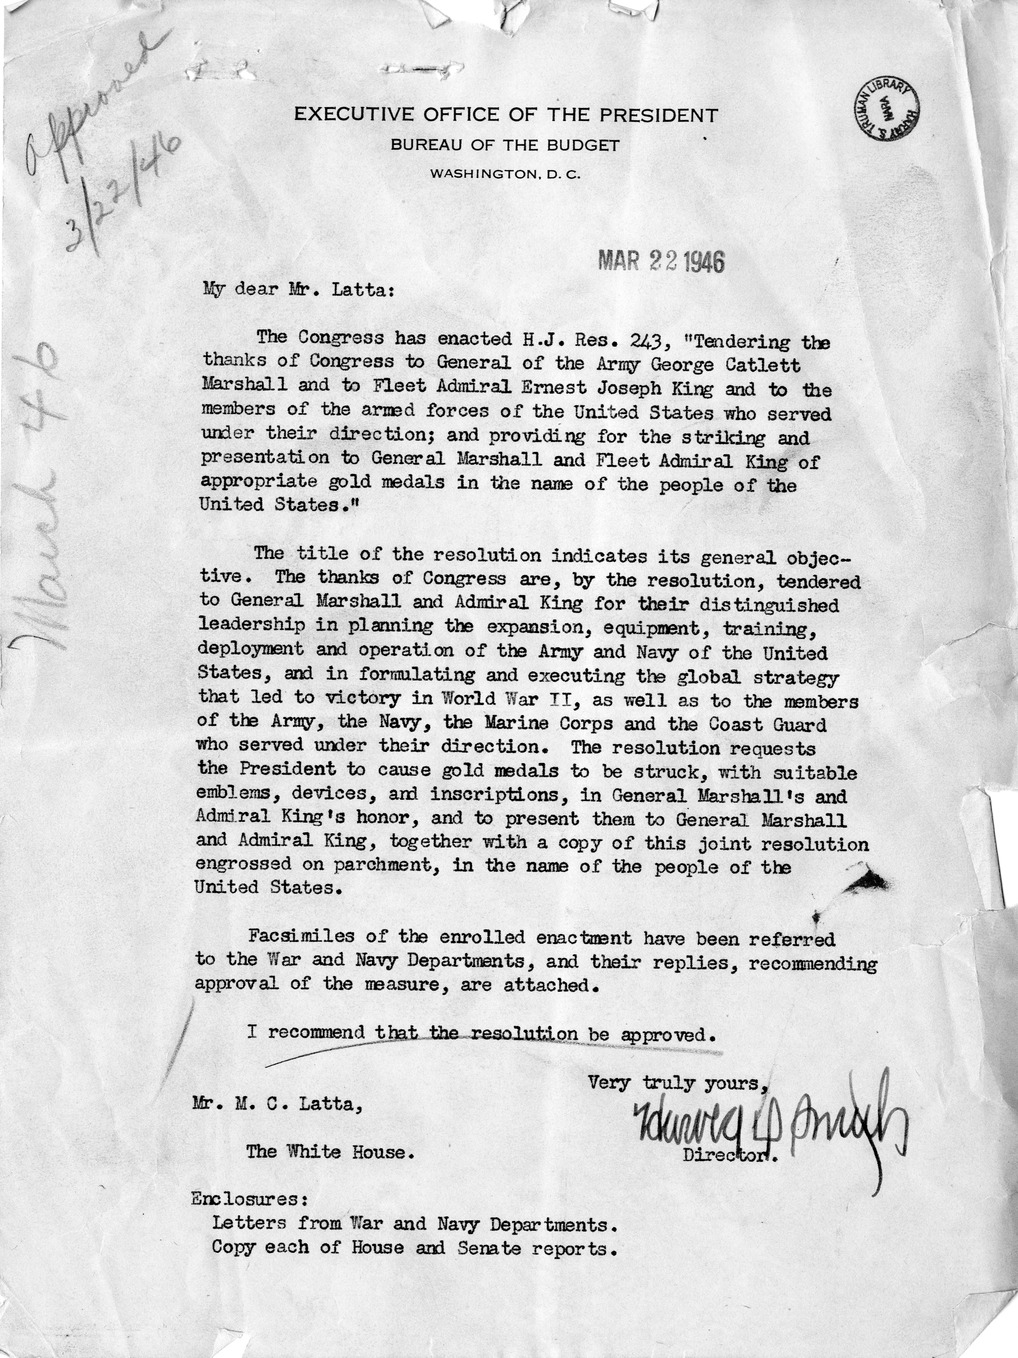 Approved
3/22/46
HARRY S. TRUMAN LIBRARY
NARA
EXECUTIVE OFFICE OF THE PRESIDENT
BUREAU OF THE BUDGET
WASHINGTON, D. C.
MAR 22 1946
March 46
My dear Mr. Latta:
The Congress has enacted H.J. Res. 243, "Tendering the
thanks of Congress to General of the Army George Catlett
Marshall and to Fleet Admiral Ernest Joseph King and to the
members of the armed forces of the United States who served
under their direction; and providing for the striking and
presentation to General Marshall and Fleet Admiral King of
appropriate gold medals in the name of the people of the
United States."
The title of the resolution indicates its general objec-
tive. The thanks of Congress are, by the resolution, tendered
to General Marshall and Admiral King for their distinguished
leadership in planning the expansion, equipment, training,
deployment and operation of the Army and Navy of the United
States, and in formulating and executing the global strategy
that led to victory in World War II, as well as to the members
of the Army, the Navy, the Marine Corps and the Coast Guard
who served under their direction. The resolution requests
the President to cause gold medals to be struck, with suitable
emblems, devices, and inscriptions, in General Marshall's and
Admiral King's honor, and to present them to General Marshall
and Admiral King, together with a copy of this joint resolution
engrossed on parchment, in the name of the people of the
United States.
Facsimiles of the enrolled enactment have been referred
to the War and Navy Departments, and their replies, recommending
approval of the measure, are attached.
I recommend that the resolution be approved.
Very truly yours,
Harold D Smith
Director.
Mr. M. C. Latta,
The White House.
Enclosures:
Letters from War and Navy Departments.
Copy each of House and Senate reports.